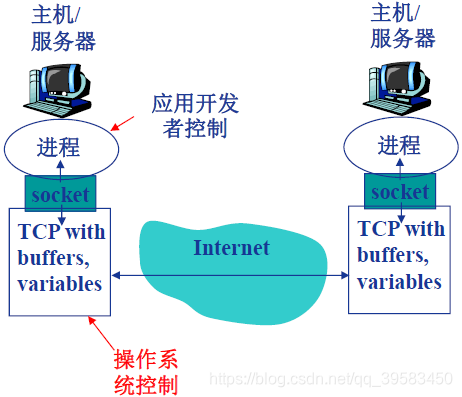 主机/
服务器
主机/
服务器
应用开发
者控制
进程
进程
socket
socket
TCP with
buffers,
variables
Internet
TCP with
buffers,
variables
操作系
统控制
https://blog.csdn.net/qq_39583450